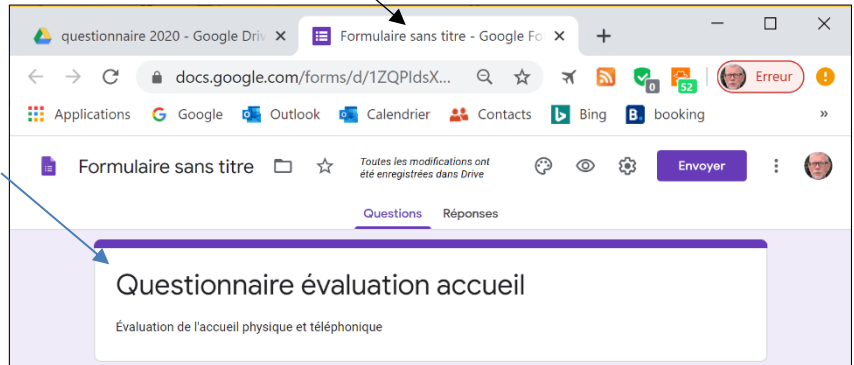 questionnaire 2020 - Google Driv
Formulaire sans titre - Google Fo
docs.google.com/forms/d/1ZQPldsX...
0
52
Erreur
Applications
G Google
Outlook
Calendrier
Contacts
Bing
B. booking
»
Formulaire sans titre
Toutes les modifications ont
été enregistrées dans Drive
Envoyer
Questions Réponses
Questionnaire évaluation accueil
Évaluation de l'accueil physique et téléphonique